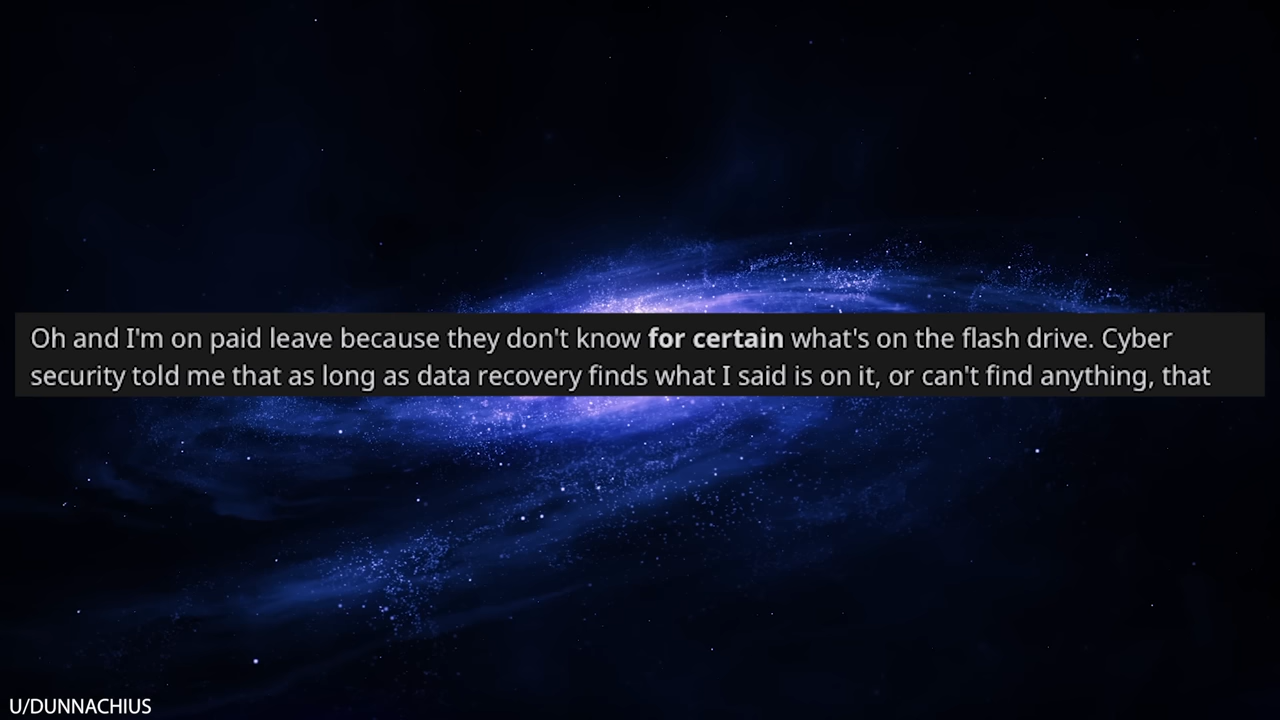 Oh and I'm on paid leave because they don't know for certain what's on the flash drive. Cyber
security told me that as long as data recovery finds what I said is on it, or can't find anything, that
U/DUNNACHIUS